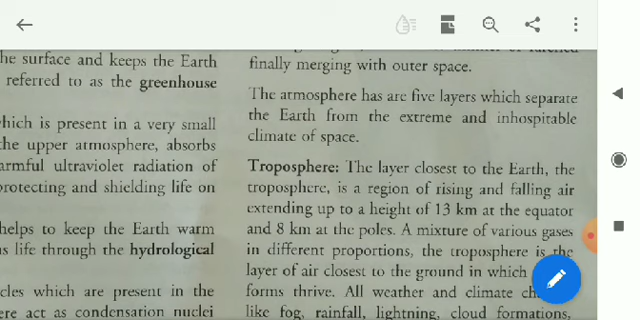 he surface and keeps the Earth
referred to as the greenhouse
which is present in a very small
the upper atmosphere, absorbs
armful ultraviolet radiation of
protecting and shielding life on
helps to keep the Earth warm
s life through the hydrological
cles which are present in the
ere act as condensation nuclei
finally merging with outer space.
The atmosphere has are five layers which separate
the Earth from the extreme and inhospitable
climate of space.
Troposphere: The layer closest to the Earth, the
troposphere, is a region of rising and falling air
extending up to a height of 13 km at the equator
and 8 km at the poles. A mixture of various gases
in different proportions, the troposphere is the
layer of air closest to the ground in which
forms thrive. All weather and climate
like fog, rainfall, lightning, cloud formations,